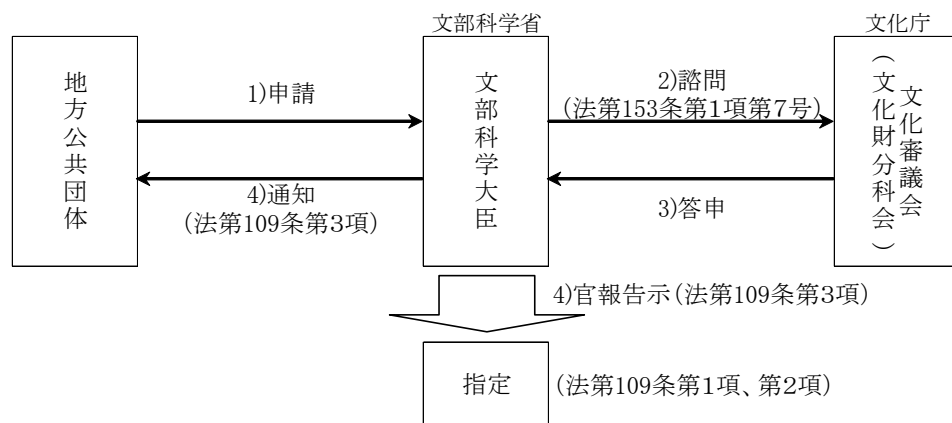 文部科学省
文化庁
地方公共団体
1)申請
文部科学大臣
2)諮問
(法第153条第1項第7号)
文化審議会
(文化財分科会)
4)通知
(法第109条第3項)
3)答申
4)官報告示(法第109条第3項)
指定
(法第109条第1項、第2項)